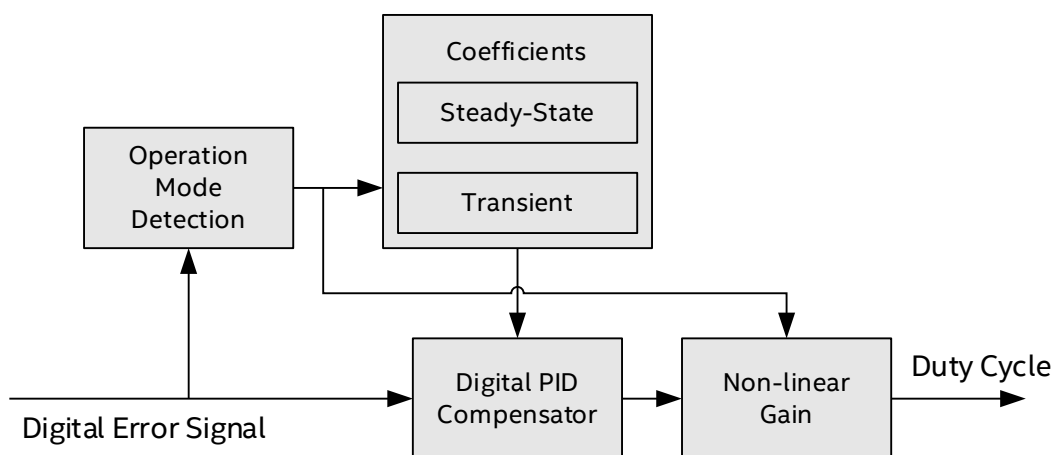 Coefficients
Steady-State
Operation
Mode
Detection
Transient
Digital PID
Compensator
Non-linear
Gain
Duty Cycle
Digital Error Signal